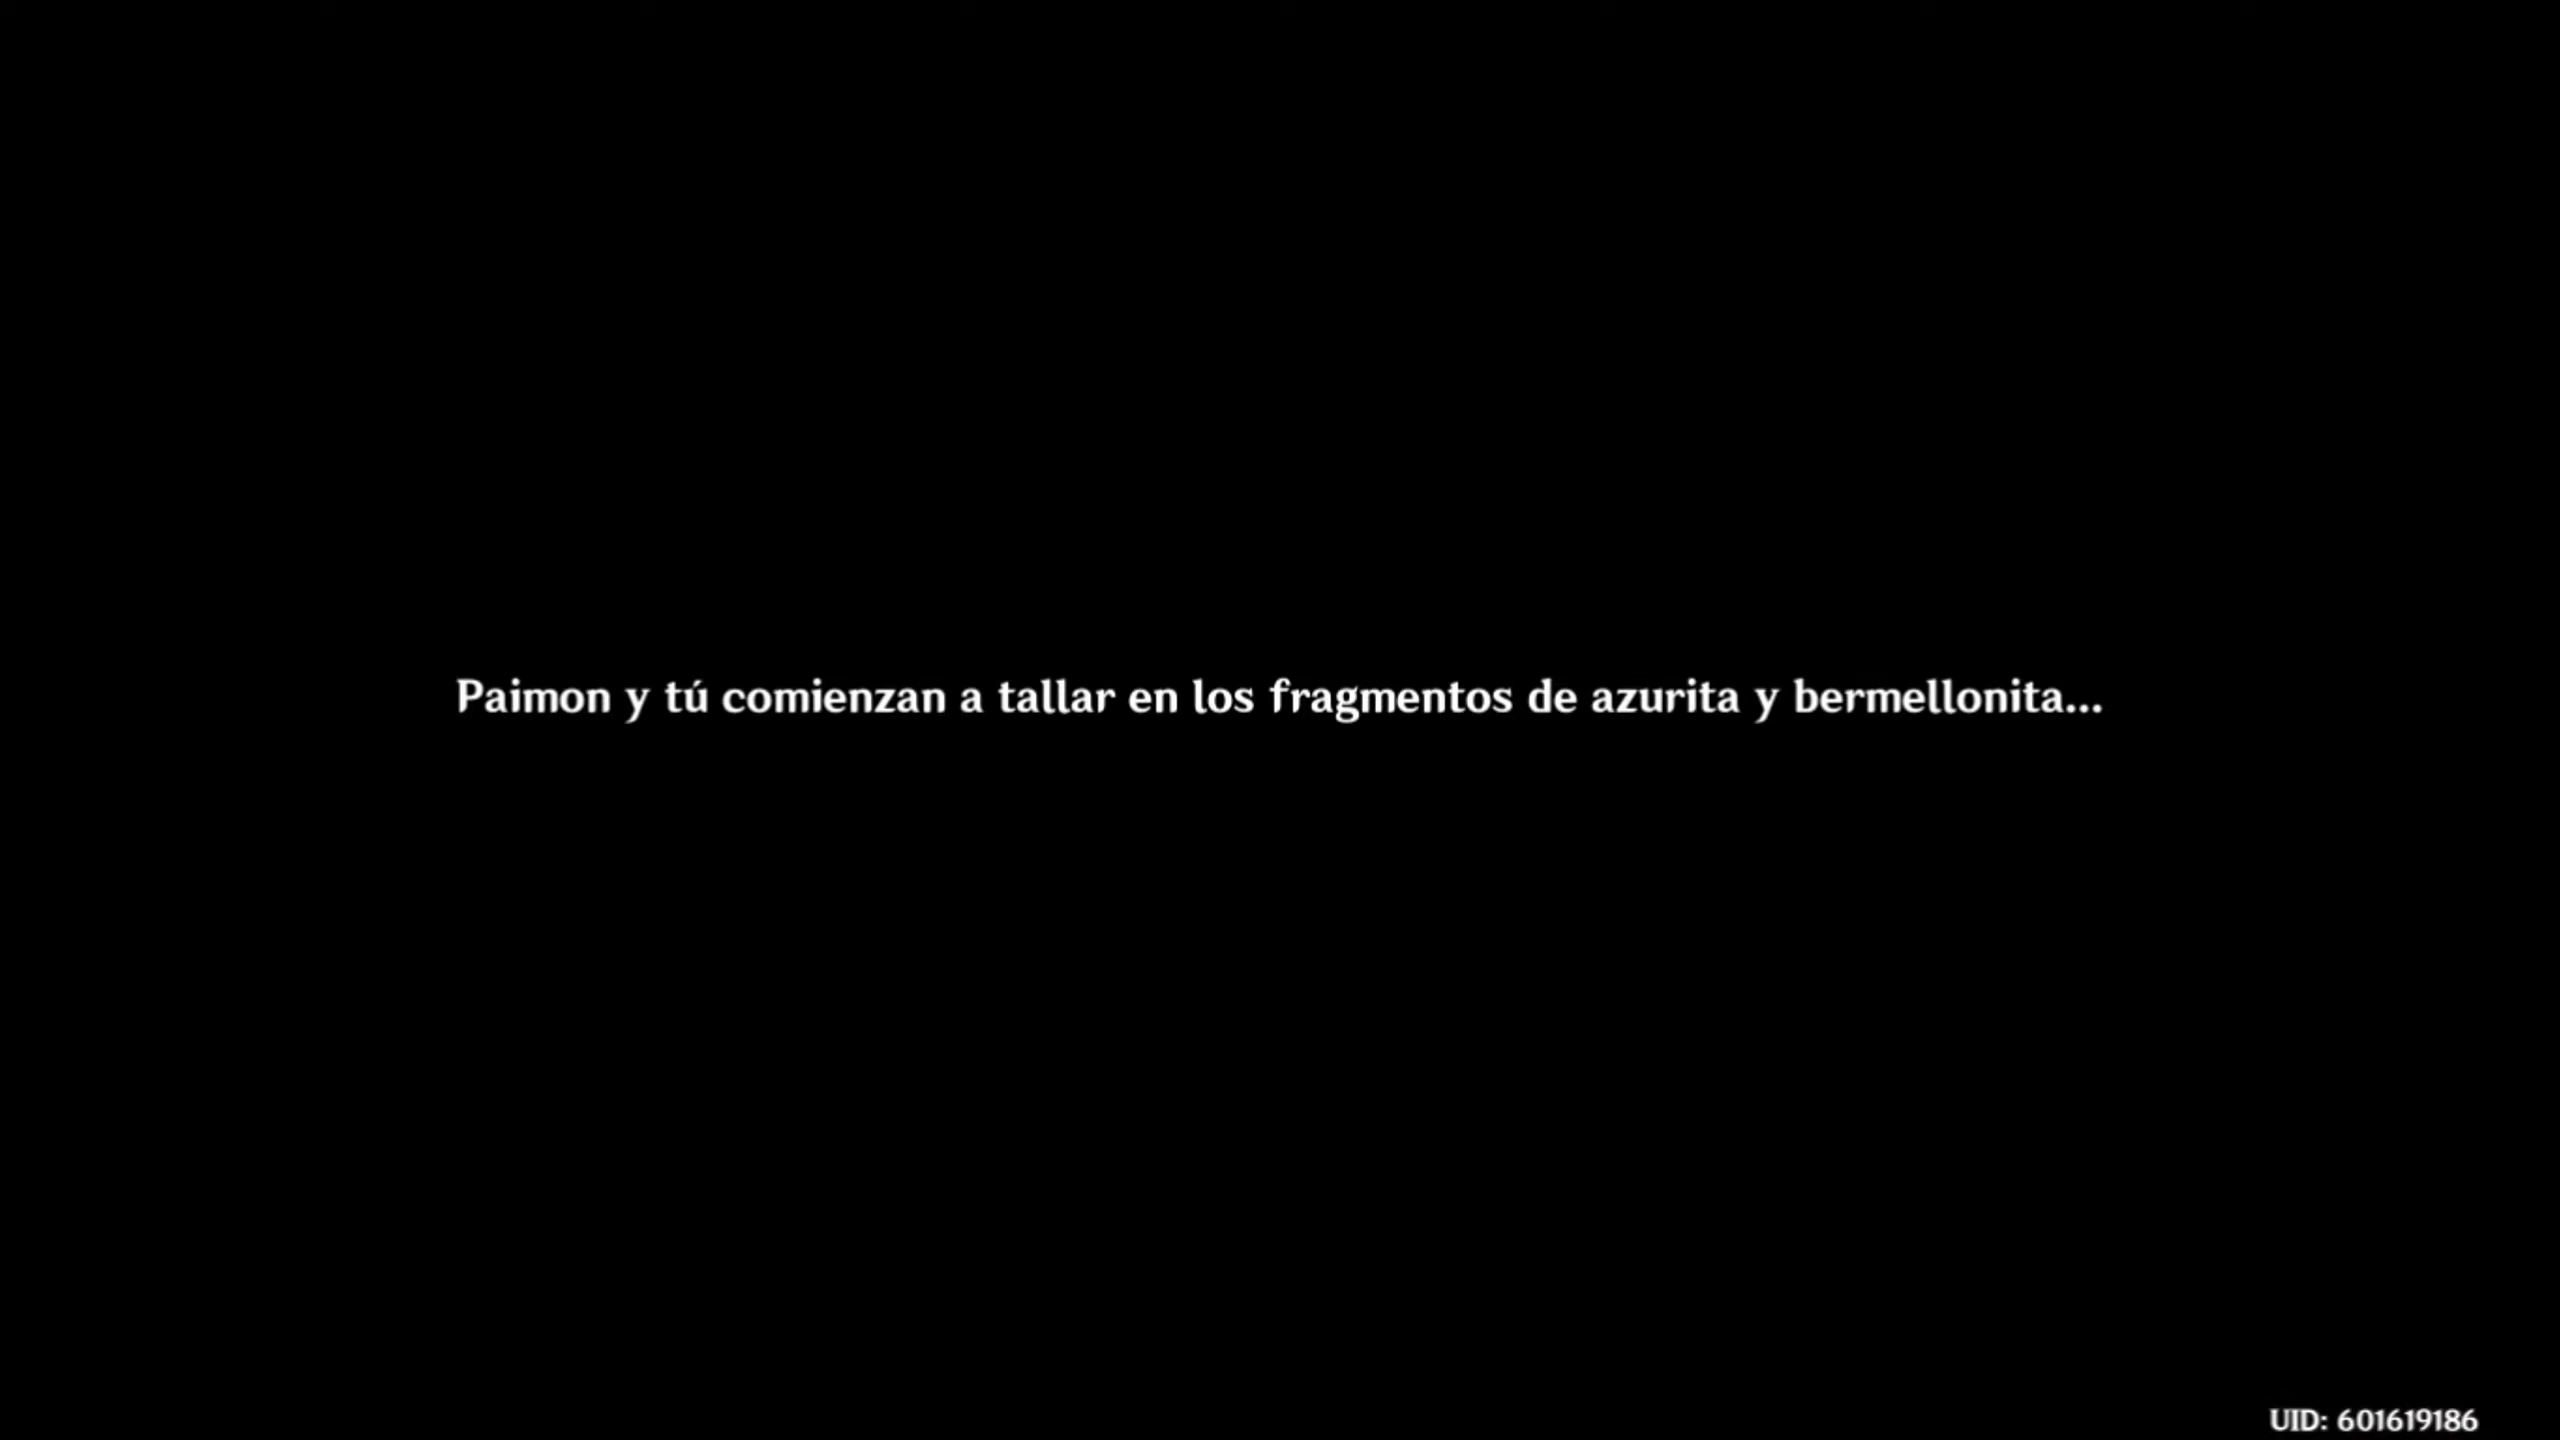 Paimon y tú comienzan a tallar en los fragmentos de azurita y bermellonita...
UID: 601619186